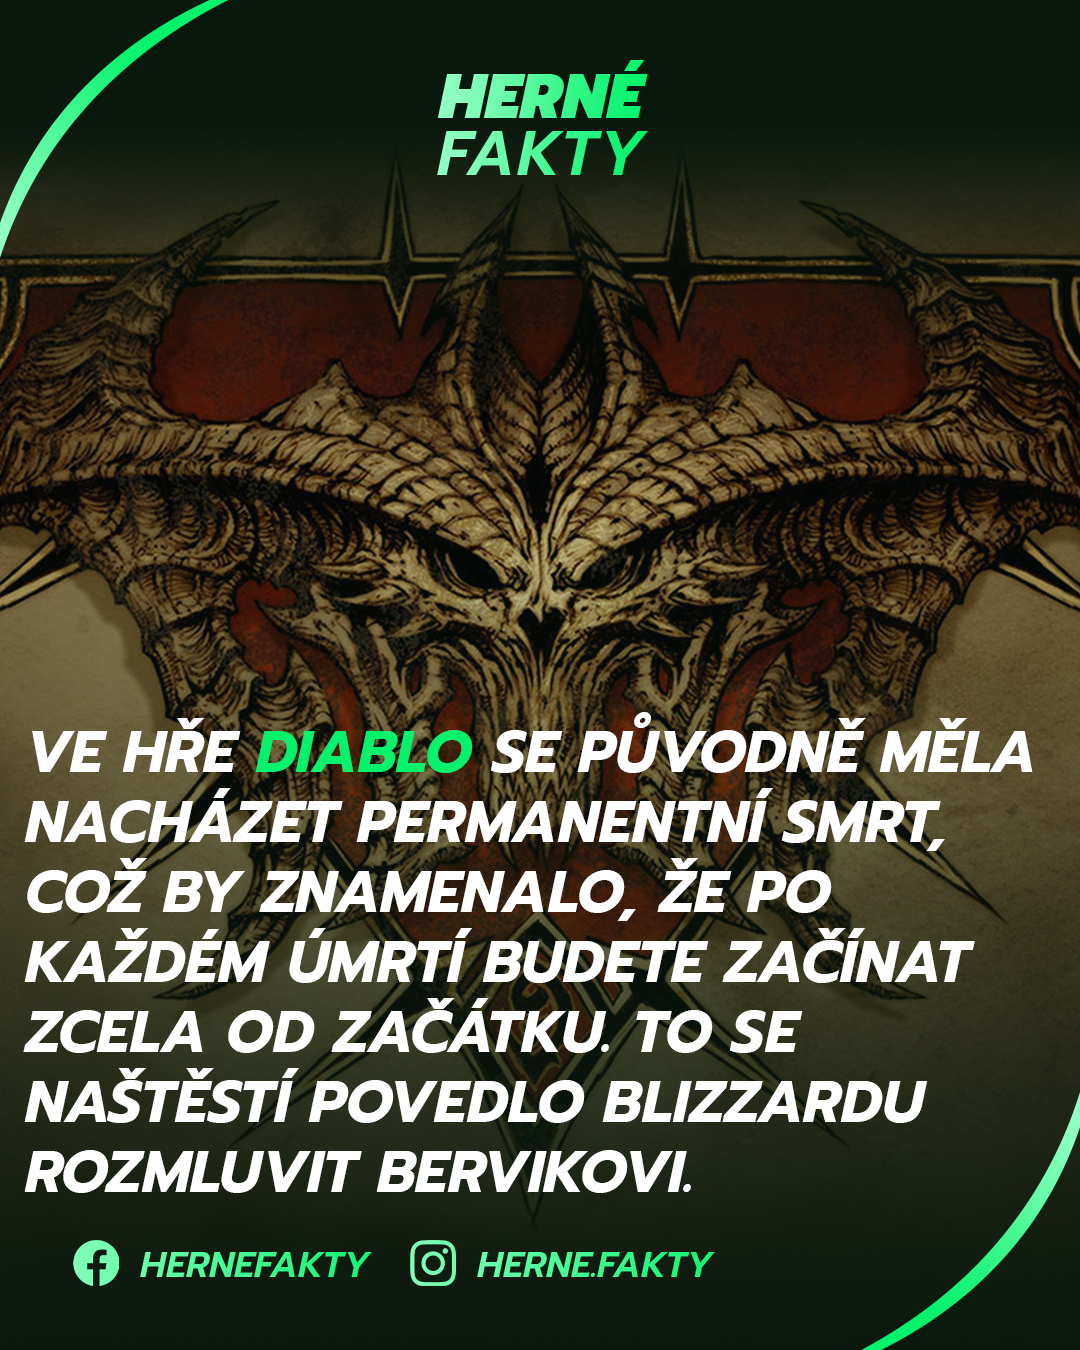 HERNÉ
FAKTY
VE HŘE DIABLO SE PŮVODNĚ MĚLA
NACHÁZET PERMANENTNÍ SMRT,
COŽ BY ZNAMENALO, ŽE PO
KAŽDÉM ÚMRTÍ BUDETE ZAČÍNAT
ZCELA OD ZAČÁTKU. TO SE
NAŠTĚSTÍ POVEDLO BLIZZARDU
ROZMLUVIT BERVIKOVI.
HERNEFAKTY HERNE.FAKTY